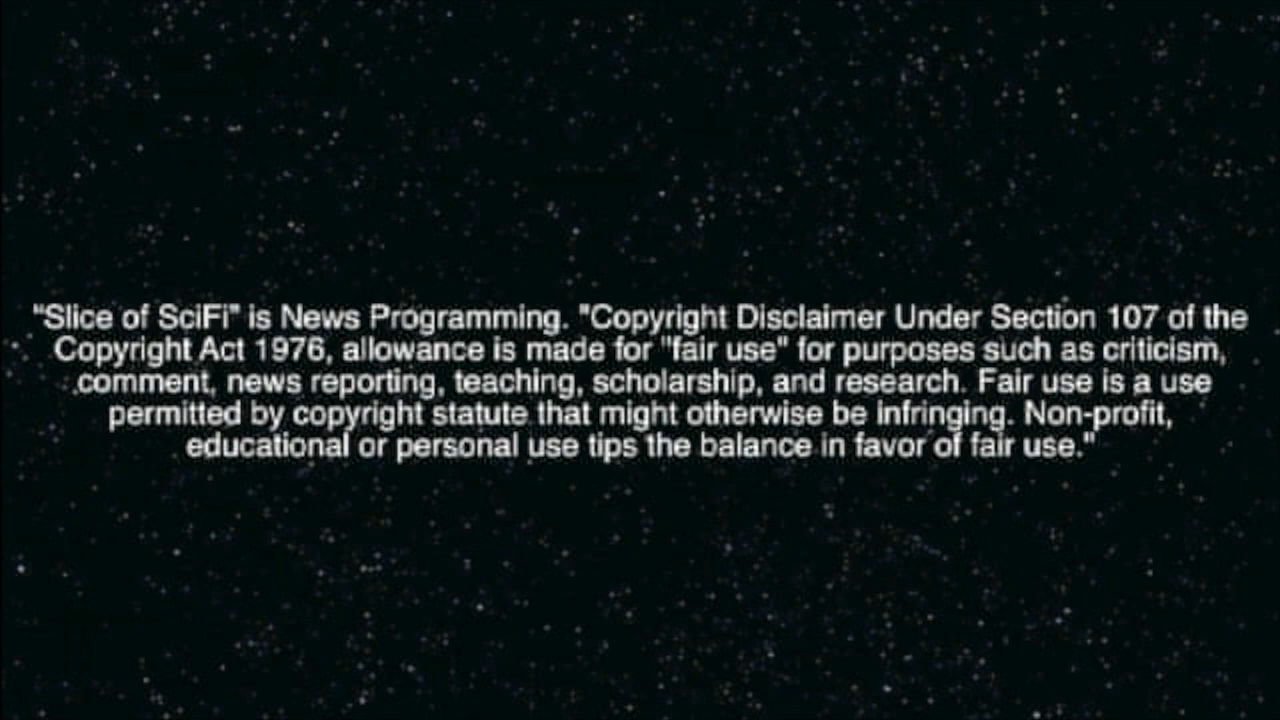 "Slice of SciFi" is News Programming. "Copyright Disclaimer Under Section 107 of the
Copyright Act 1976, allowance is made for "fair use" for purposes such as criticism,
comment, news reporting, teaching, scholarship, and research. Fair use is a use
permitted by copyright statute that might otherwise be infringing. Non-profit,
educational or personal use tips the balance in favor of fair use."